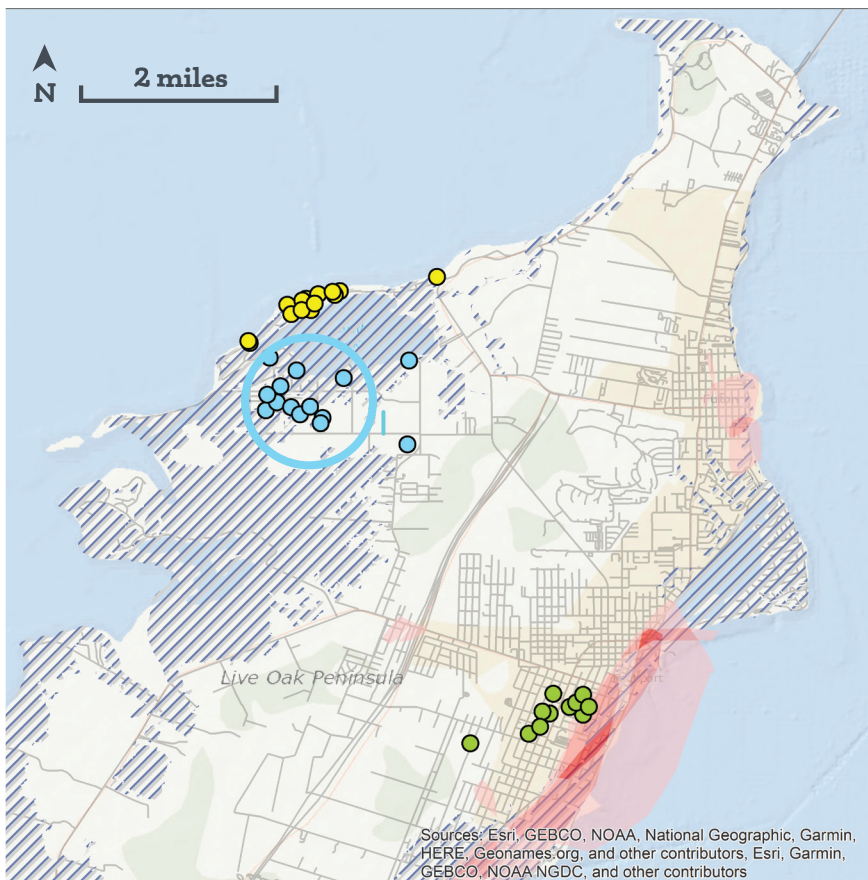 2 miles
N
Live Oak Peninsula
Sources: Esri, GEBCO, NOAA, National Geographic, Garmin,
HERE, Geonames.org, and other contributors, Esri, Garmin,
GEBCO, NOAA NGDC, and other contributors